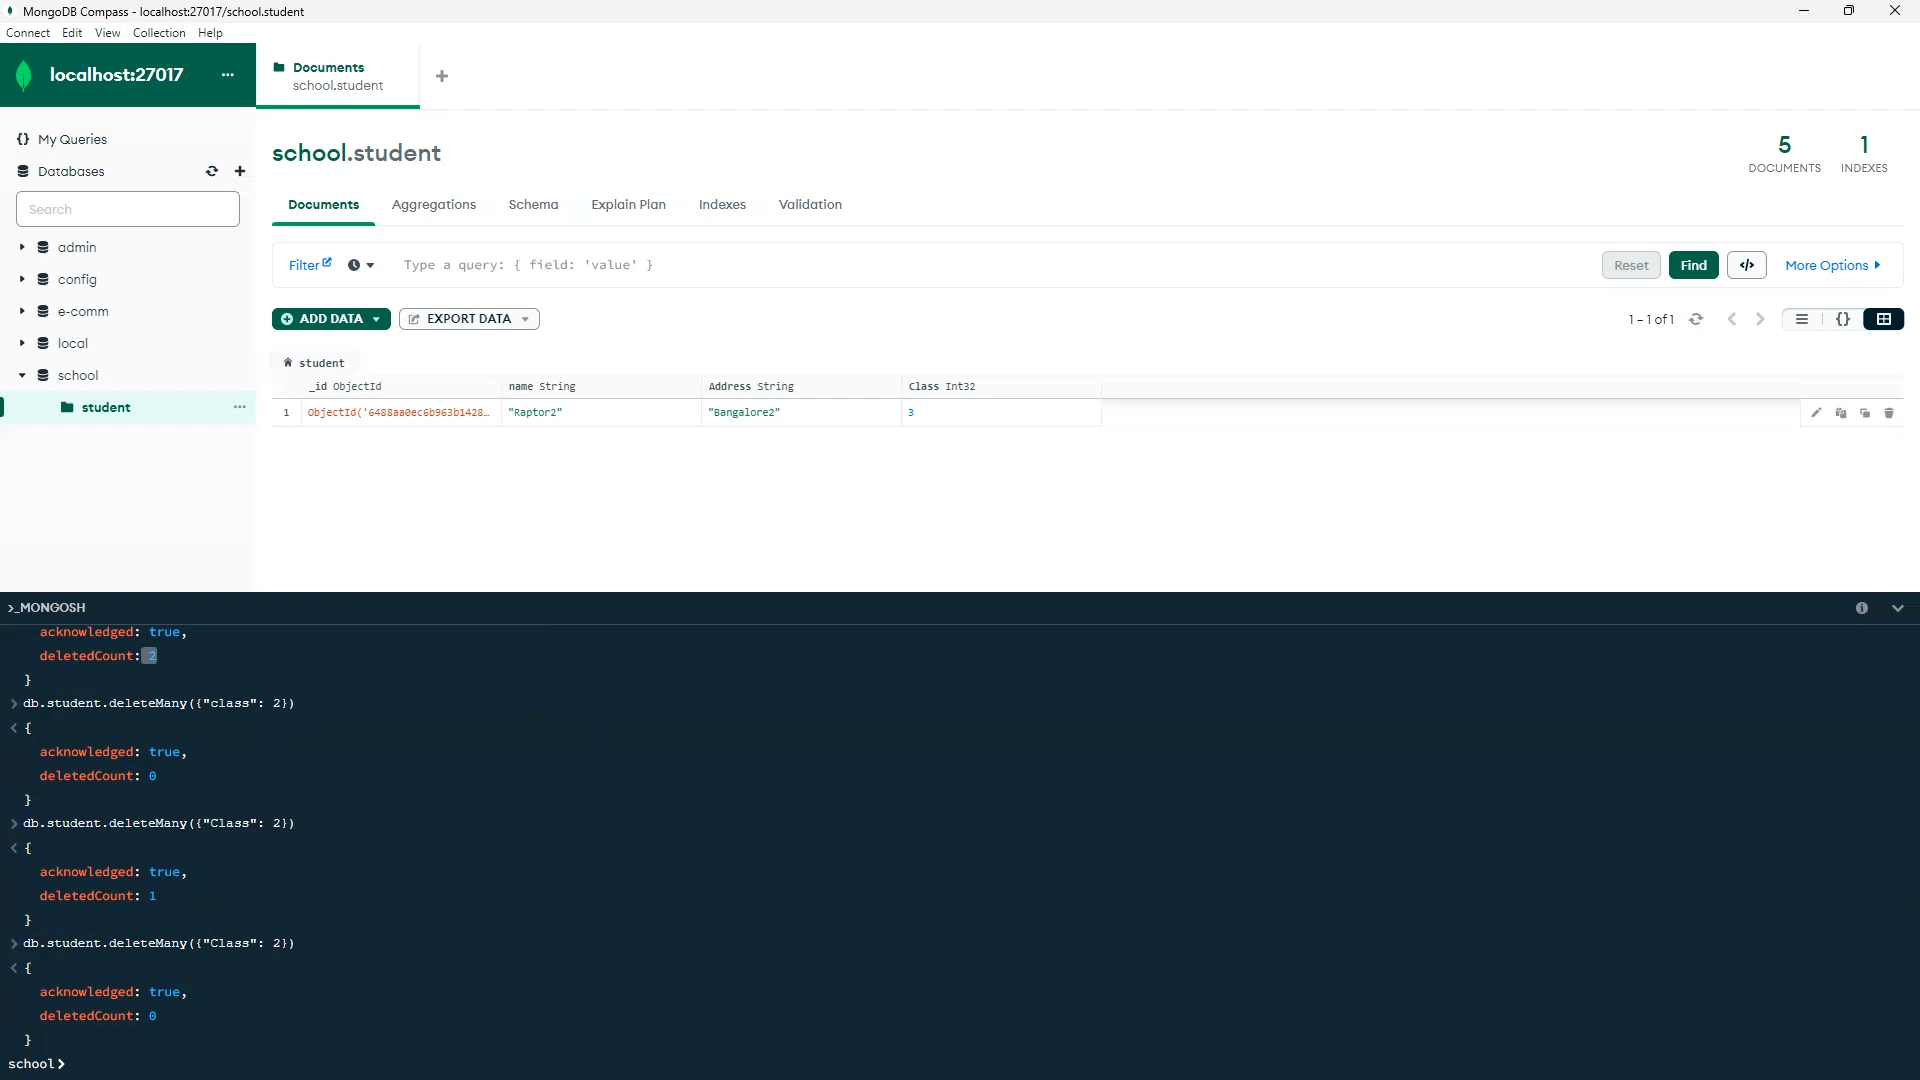 MongoDB Compass - localhost:27017/school.student
Connect Edit View Collection Help
localhost:27017 ···
Documents
school.student
+
{} My Queries
Databases
Search
admin
config
e-comm
local
school
student ···
school.student
5
DOCUMENTS
1
INDEXES
Documents Aggregations Schema Explain Plan Indexes Validation
Filter Type a query: { field: 'value' } Reset Find </> More Options
ADD DATA EXPORT DATA 1 – 1 of 1 {}
student
_id ObjectId name String Address String Class Int32
1 ObjectId('6488aa0ec6b963b1428… "Raptor2" "Bangalore2" 3
>_MONGOSH
acknowledged: true,
deletedCount: 2
}
> db.student.deleteMany({"class": 2})
< {
acknowledged: true,
deletedCount: 0
}
> db.student.deleteMany({"Class": 2})
< {
acknowledged: true,
deletedCount: 1
}
> db.student.deleteMany({"Class": 2})
< {
acknowledged: true,
deletedCount: 0
}
school>